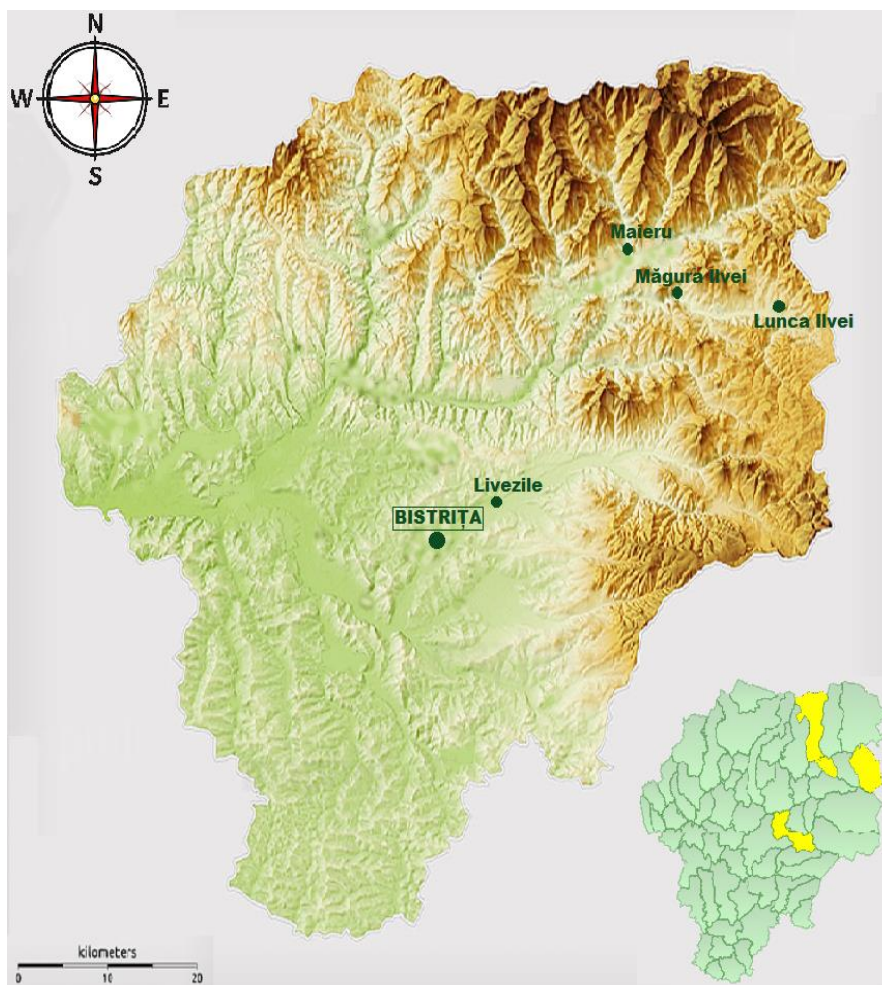 N
W E
S
Maieru
Măgura Ilvei
Lunca Ilvei
Livezile
BISTRIȚA
kilometers
0 10 20